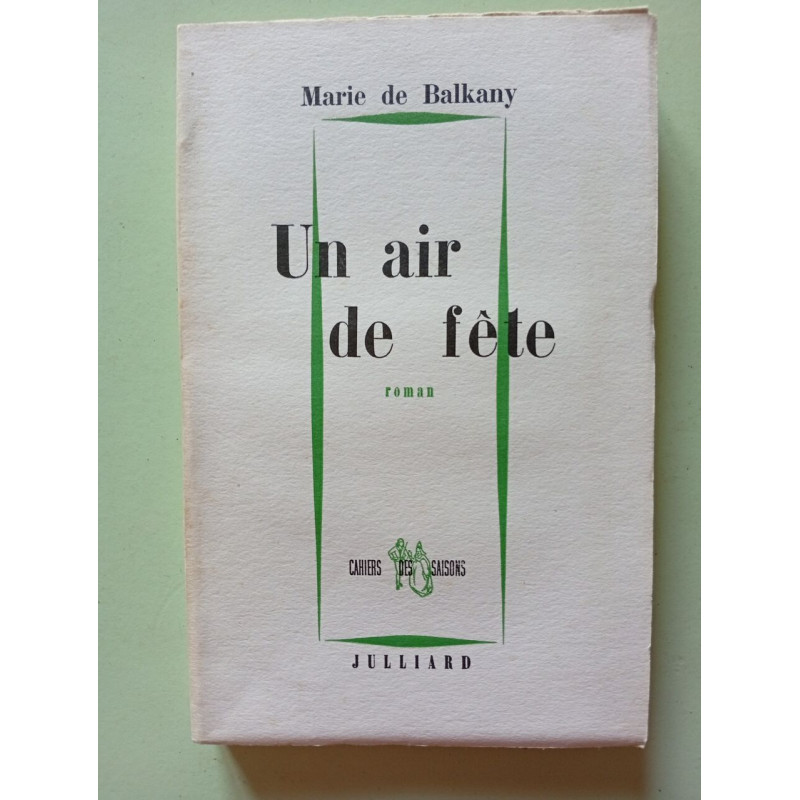 Marie de Balkany
Un air
de fête
roman
CAHIERS DES SAISONS
JULLIARD